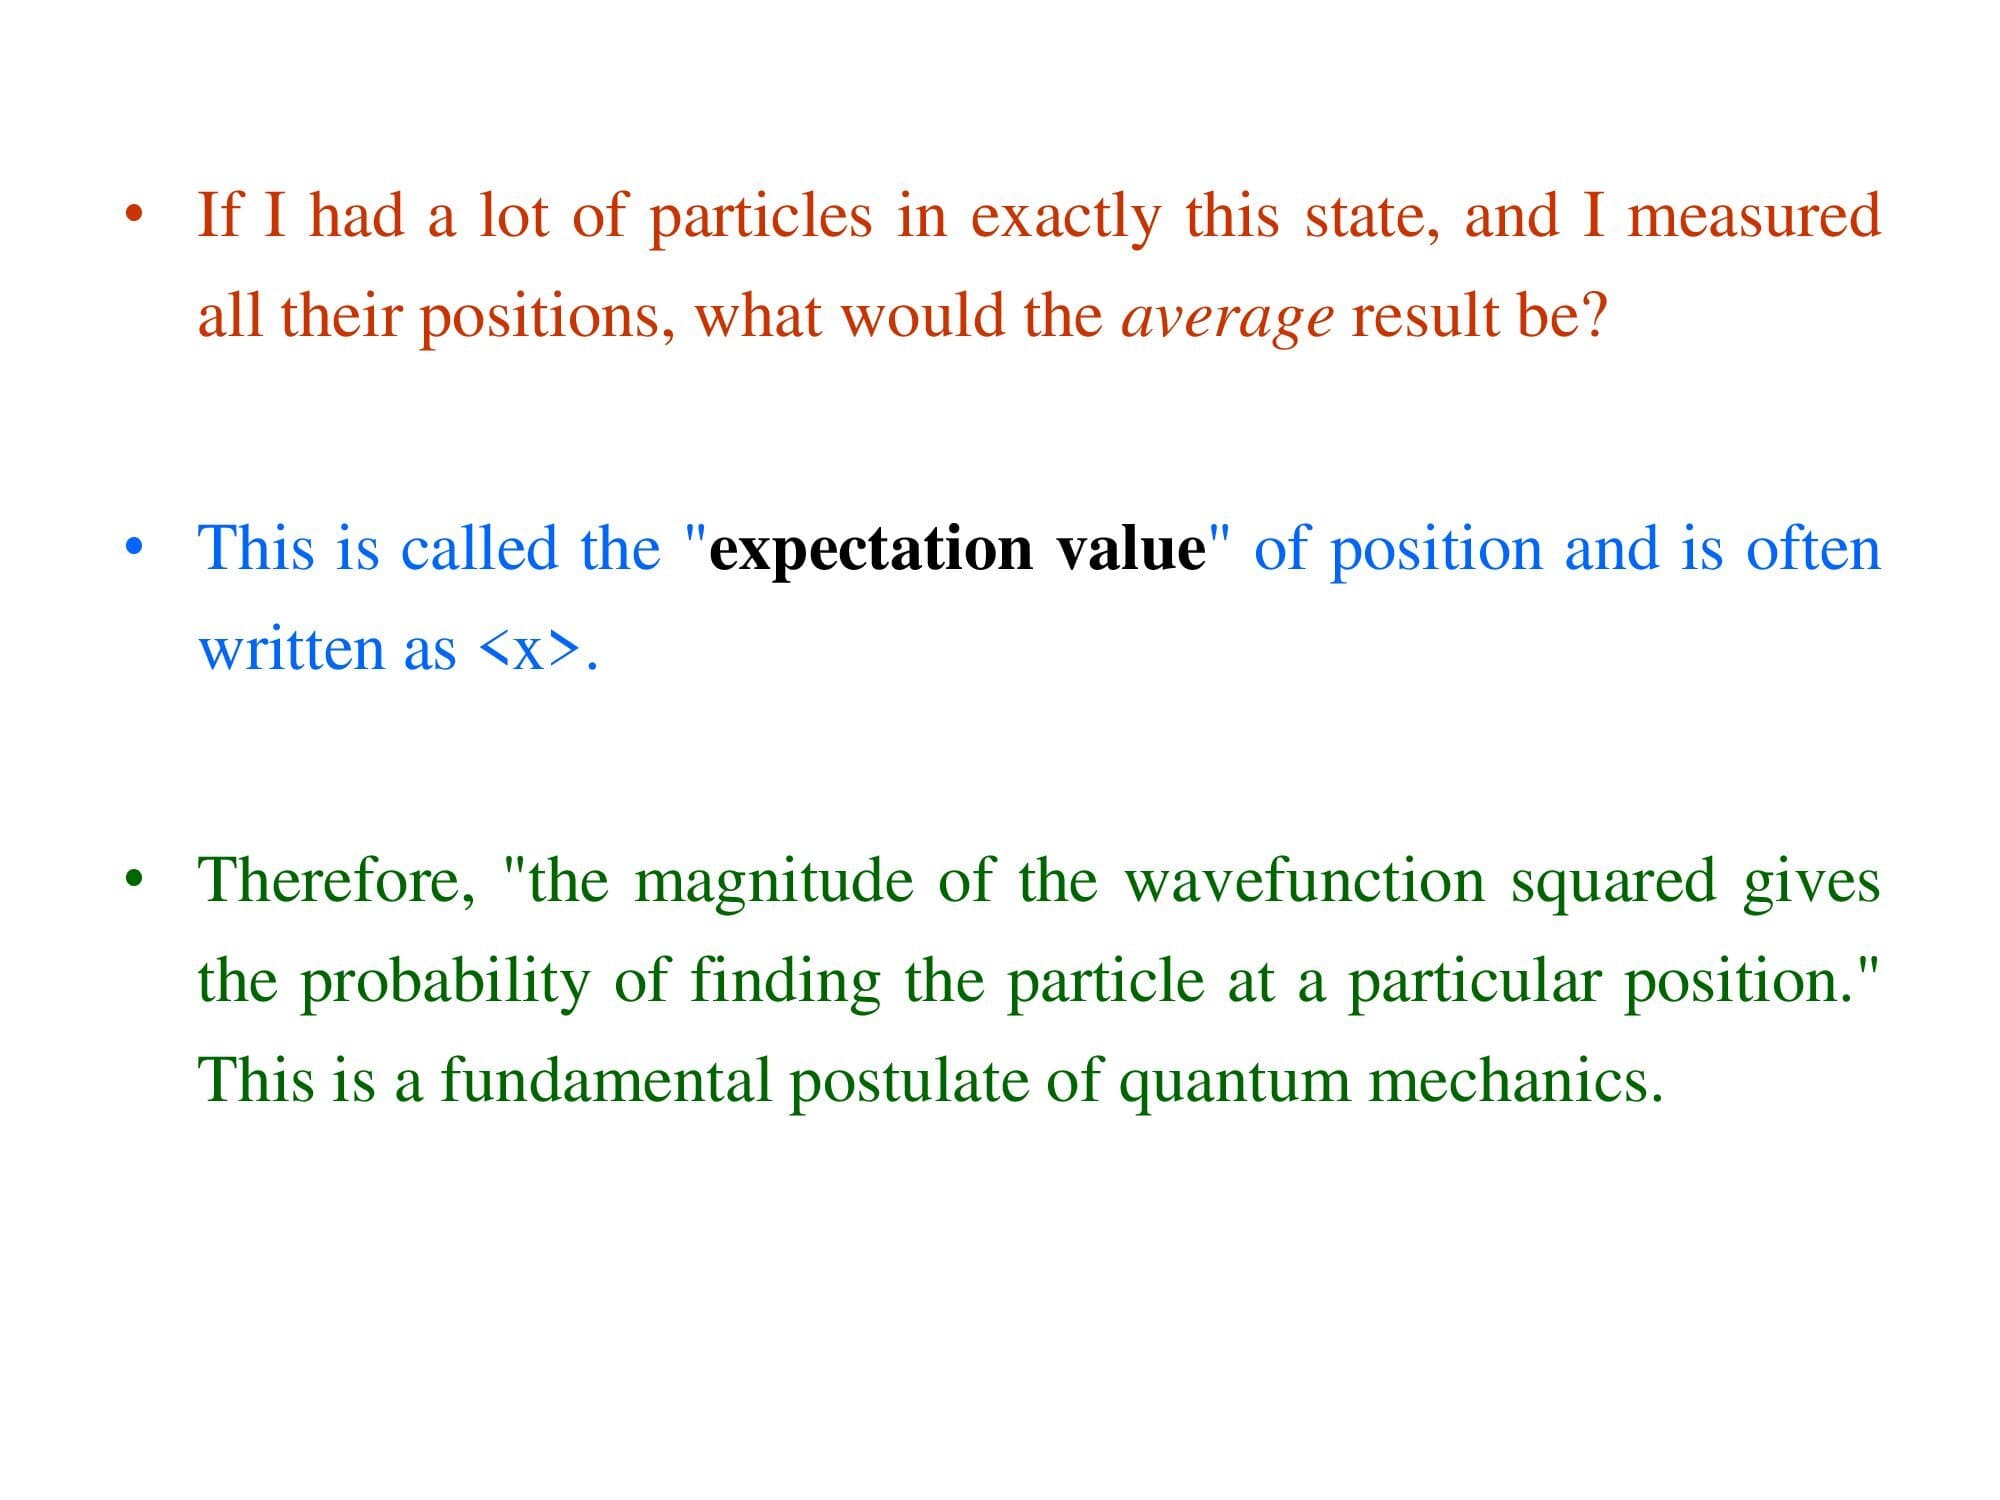 • If I had a lot of particles in exactly this state, and I measured
all their positions, what would the average result be?
• This is called the "expectation value" of position and is often
written as <x>.
• Therefore, "the magnitude of the wavefunction squared gives
the probability of finding the particle at a particular position."
This is a fundamental postulate of quantum mechanics.